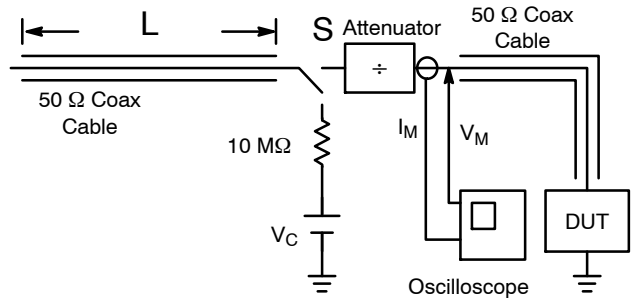 L
S
Attenuator
÷
50 Ω Coax
Cable
50 Ω Coax
Cable
10 MΩ
I_M
V_M
V_C
DUT
Oscilloscope